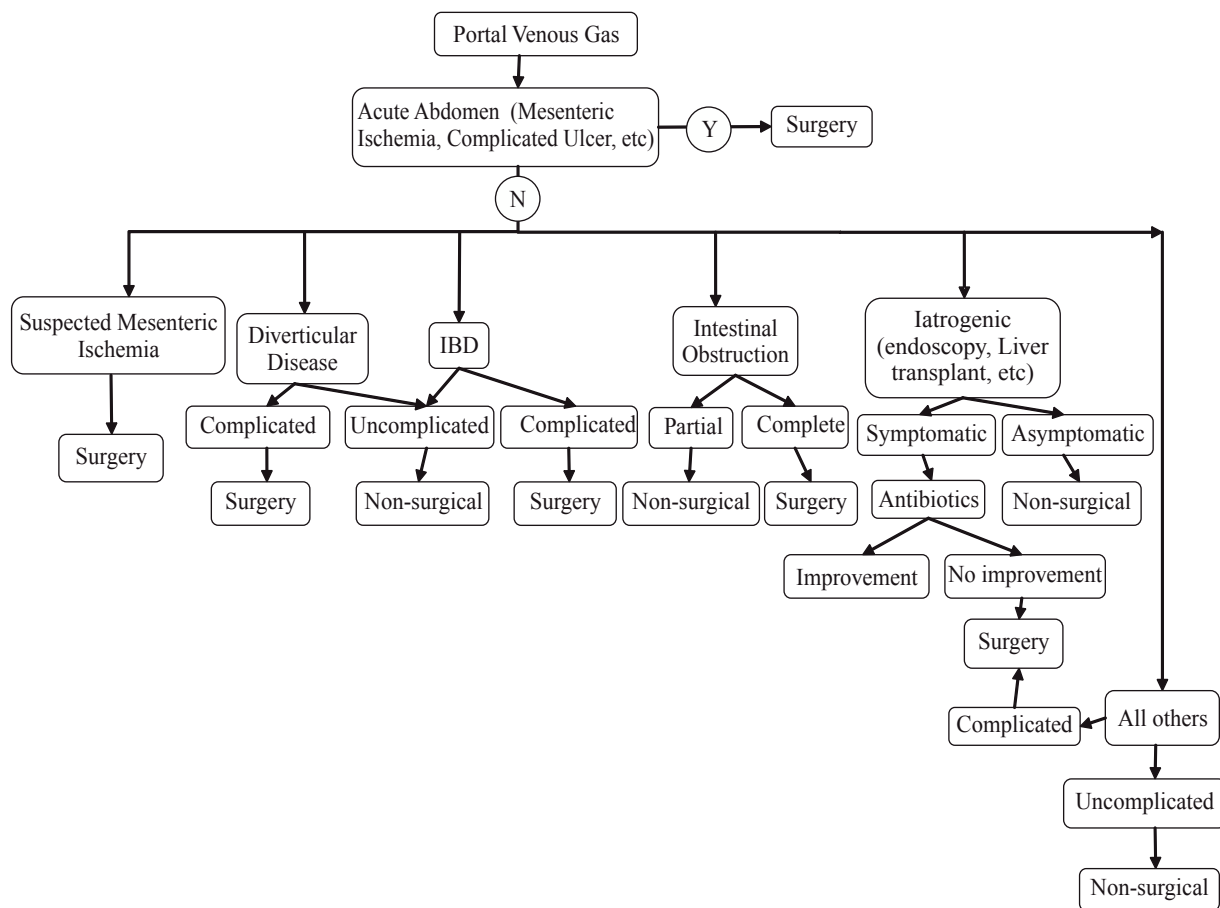 Portal Venous Gas
Acute Abdomen (Mesenteric
Ischemia, Complicated Ulcer, etc)
Y
Surgery
N
Suspected Mesenteric
Ischemia
Diverticular
Disease
IBD
Intestinal
Obstruction
Iatrogenic
(endoscopy, Liver
transplant, etc)
Complicated
Uncomplicated
Complicated
Partial
Complete
Symptomatic
Asymptomatic
Surgery
Surgery
Non-surgical
Surgery
Non-surgical
Surgery
Antibiotics
Non-surgical
Improvement
No improvement
Surgery
Complicated
All others
Uncomplicated
Non-surgical